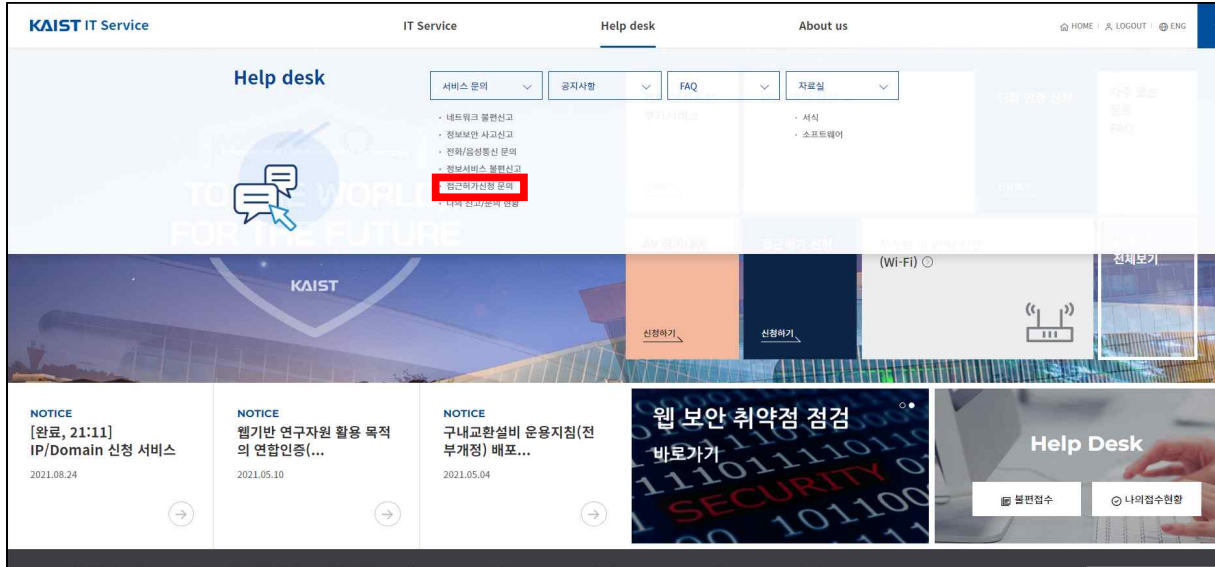 KAIST IT Service
IT Service
Help desk
About us
HOME
LOGOUT
ENG
Help desk
서비스 문의
공지사항
FAQ
자료실
· 네트워크 불편신고
· 정보보안 사고신고
· 전화/음성통신 문의
· 정보서비스 불편신고
· 접근허가신청 문의
· 나의 신고/문의 현황
· 서식
· 소프트웨어
TO THE WORLD
FOR THE FUTURE
KAIST
FAQ
(Wi-Fi)
전체보기
신청하기
신청하기
NOTICE
[완료, 21:11]
IP/Domain 신청 서비스
2021.08.24
NOTICE
웹기반 연구자원 활용 목적
의 연합인증(...
2021.05.10
NOTICE
구내교환설비 운용지침(전
부개정) 배포...
2021.05.04
웹 보안 취약점 점검
바로가기
SECURITY
Help Desk
불편접수
나의접수현황